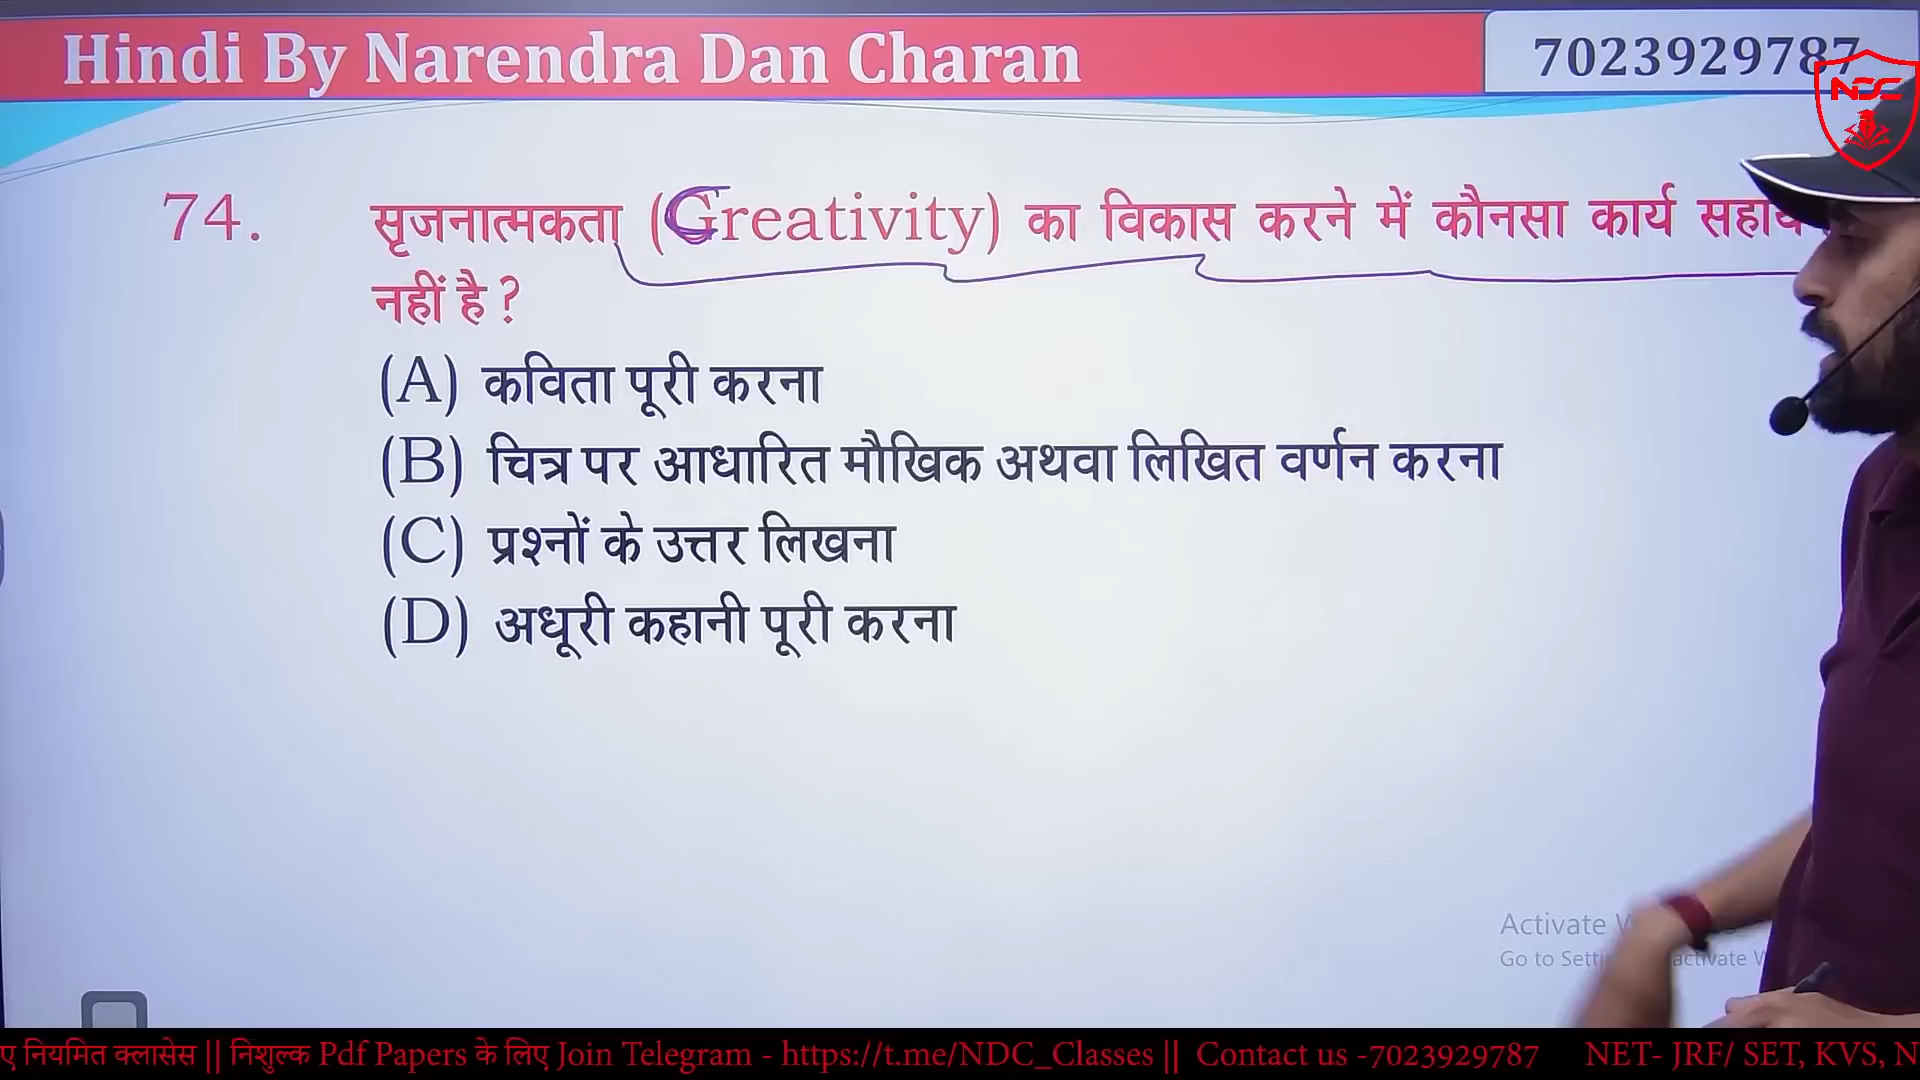 Hindi By Narendra Dan Charan
7023929787
NDC
74. सृजनात्मकता (Creativity) का विकास करने में कौनसा कार्य
नहीं है ?
(A) कविता पूरी करना
(B) चित्र पर आधारित मौखिक अथवा लिखित वर्णन करना
(C) प्रश्नों के उत्तर लिखना
(D) अधूरी कहानी पूरी करना
Activate
Go to
ए नियमित क्लासेस || निशुल्क Pdf Papers के लिए Join Telegram - https://t.me/NDC_Classes || Contact us -7023929787 NET- JRF/ SET, KVS, N